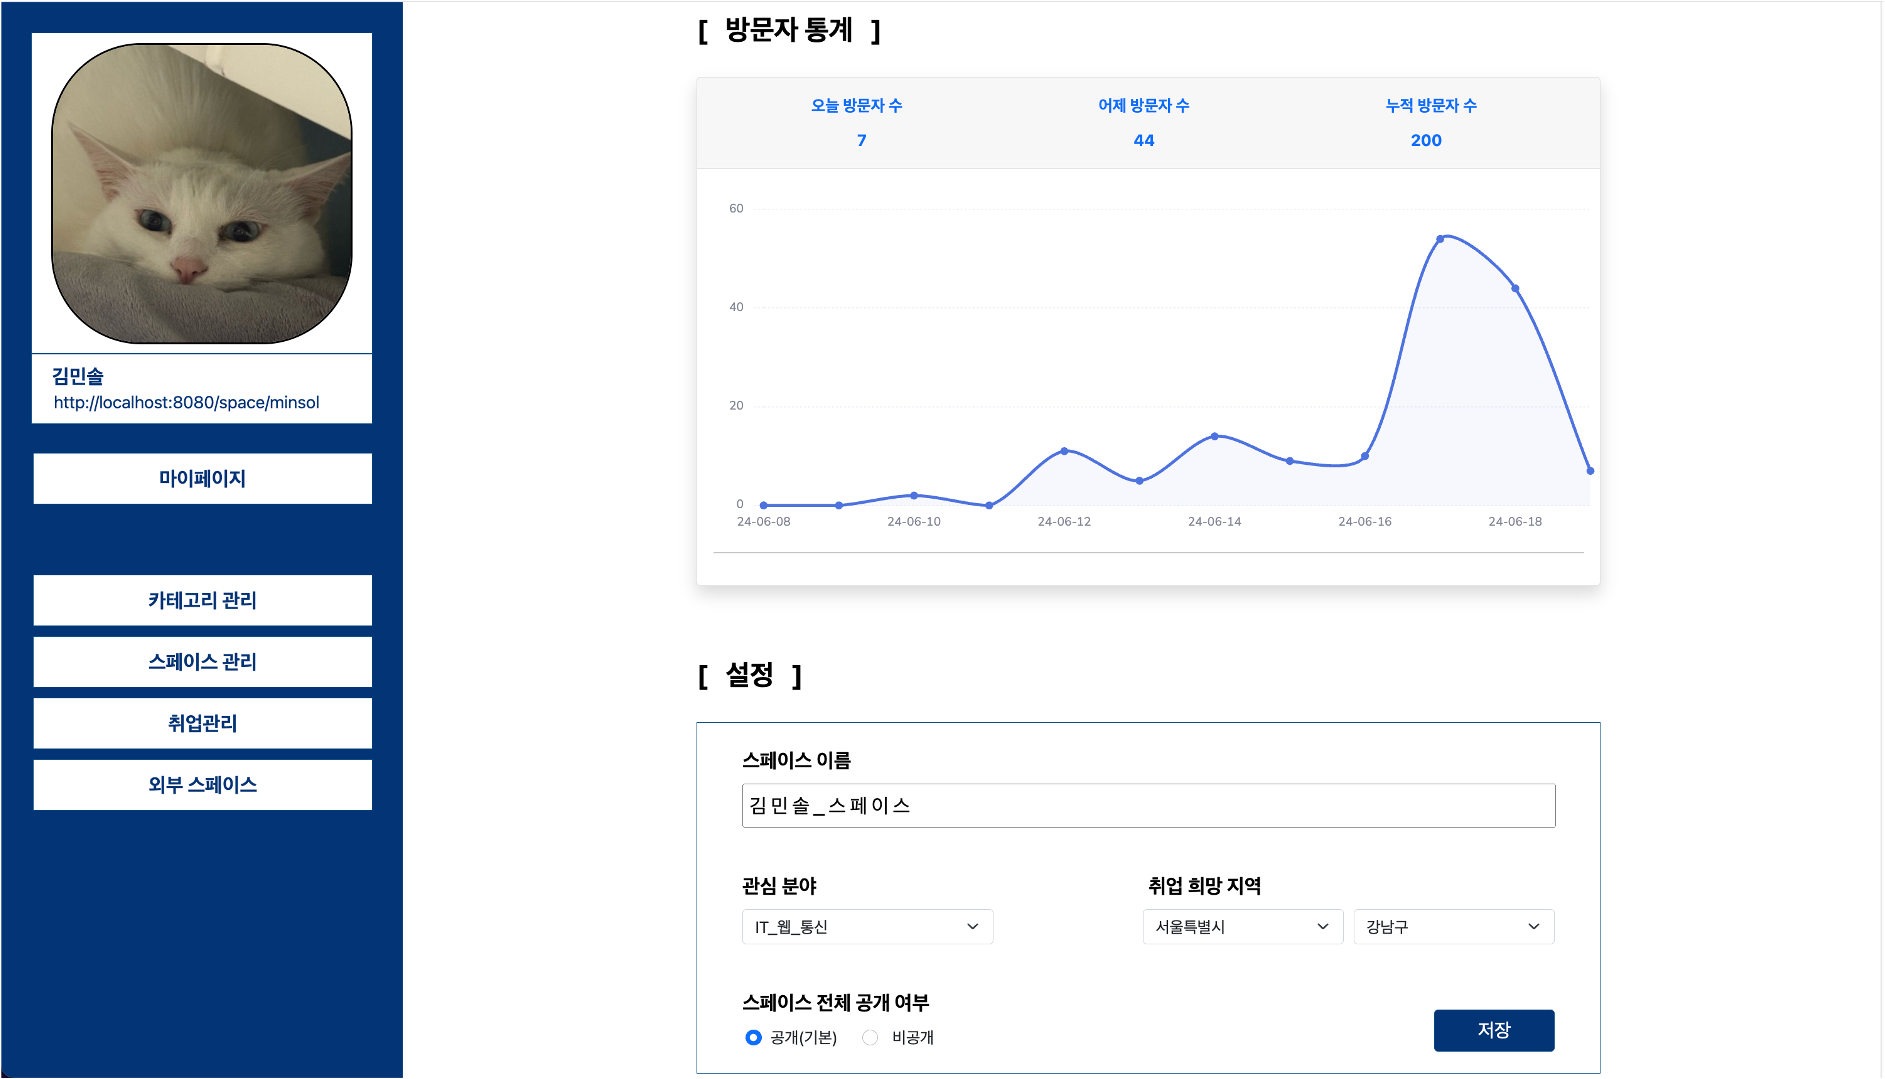 김민솔
http://localhost:8080/space/minsol
마이페이지
카테고리 관리
스페이스 관리
취업관리
외부 스페이스
[ 방문자 통계 ]
오늘 방문자 수 어제 방문자 수 누적 방문자 수
7 44 200
60
40
20
0
24-06-08 24-06-10 24-06-12 24-06-14 24-06-16 24-06-18
[ 설정 ]
스페이스 이름
김민솔_스페이스
관심 분야 취업 희망 지역
IT_웹_통신 서울특별시 강남구
스페이스 전체 공개 여부
공개(기본) 비공개
저장